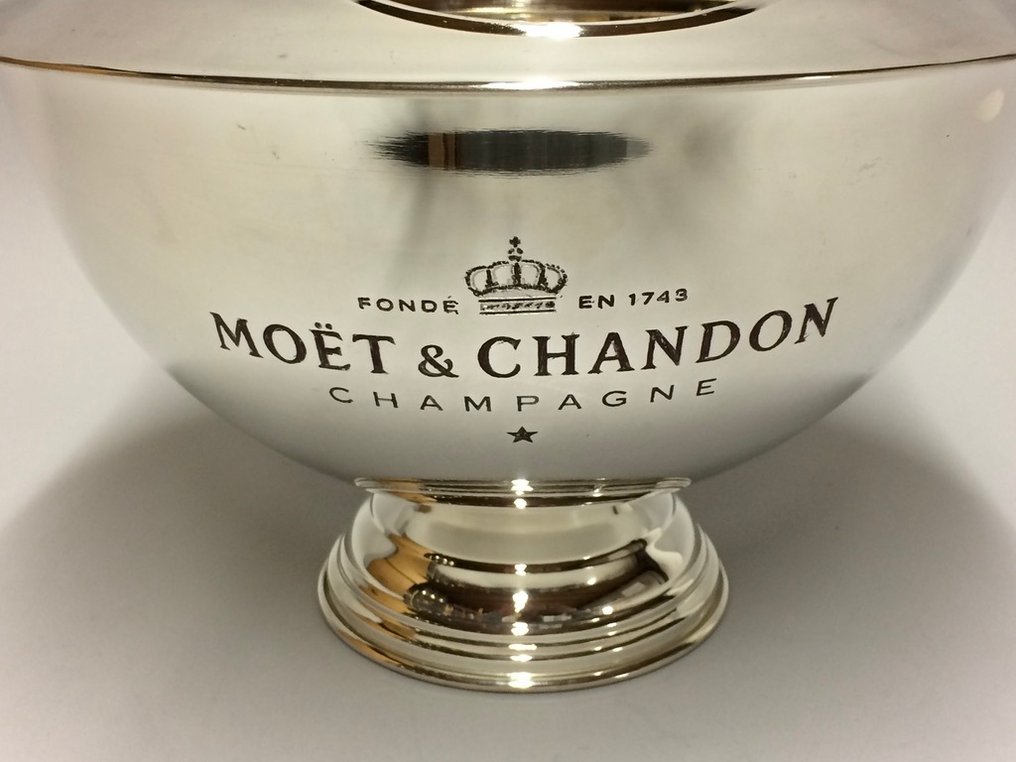 FONDÉ EN 1743
MOËT & CHANDON
CHAMPAGNE